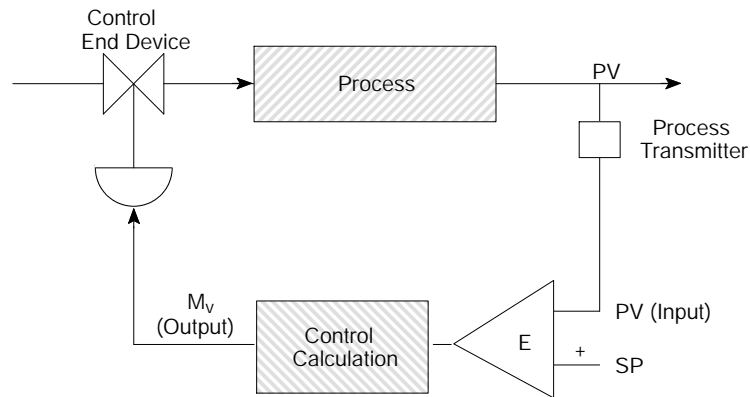 Control
End Device
Process
PV
Process
Transmitter
Mv
(Output)
Control
Calculation
E
PV (Input)
+
SP